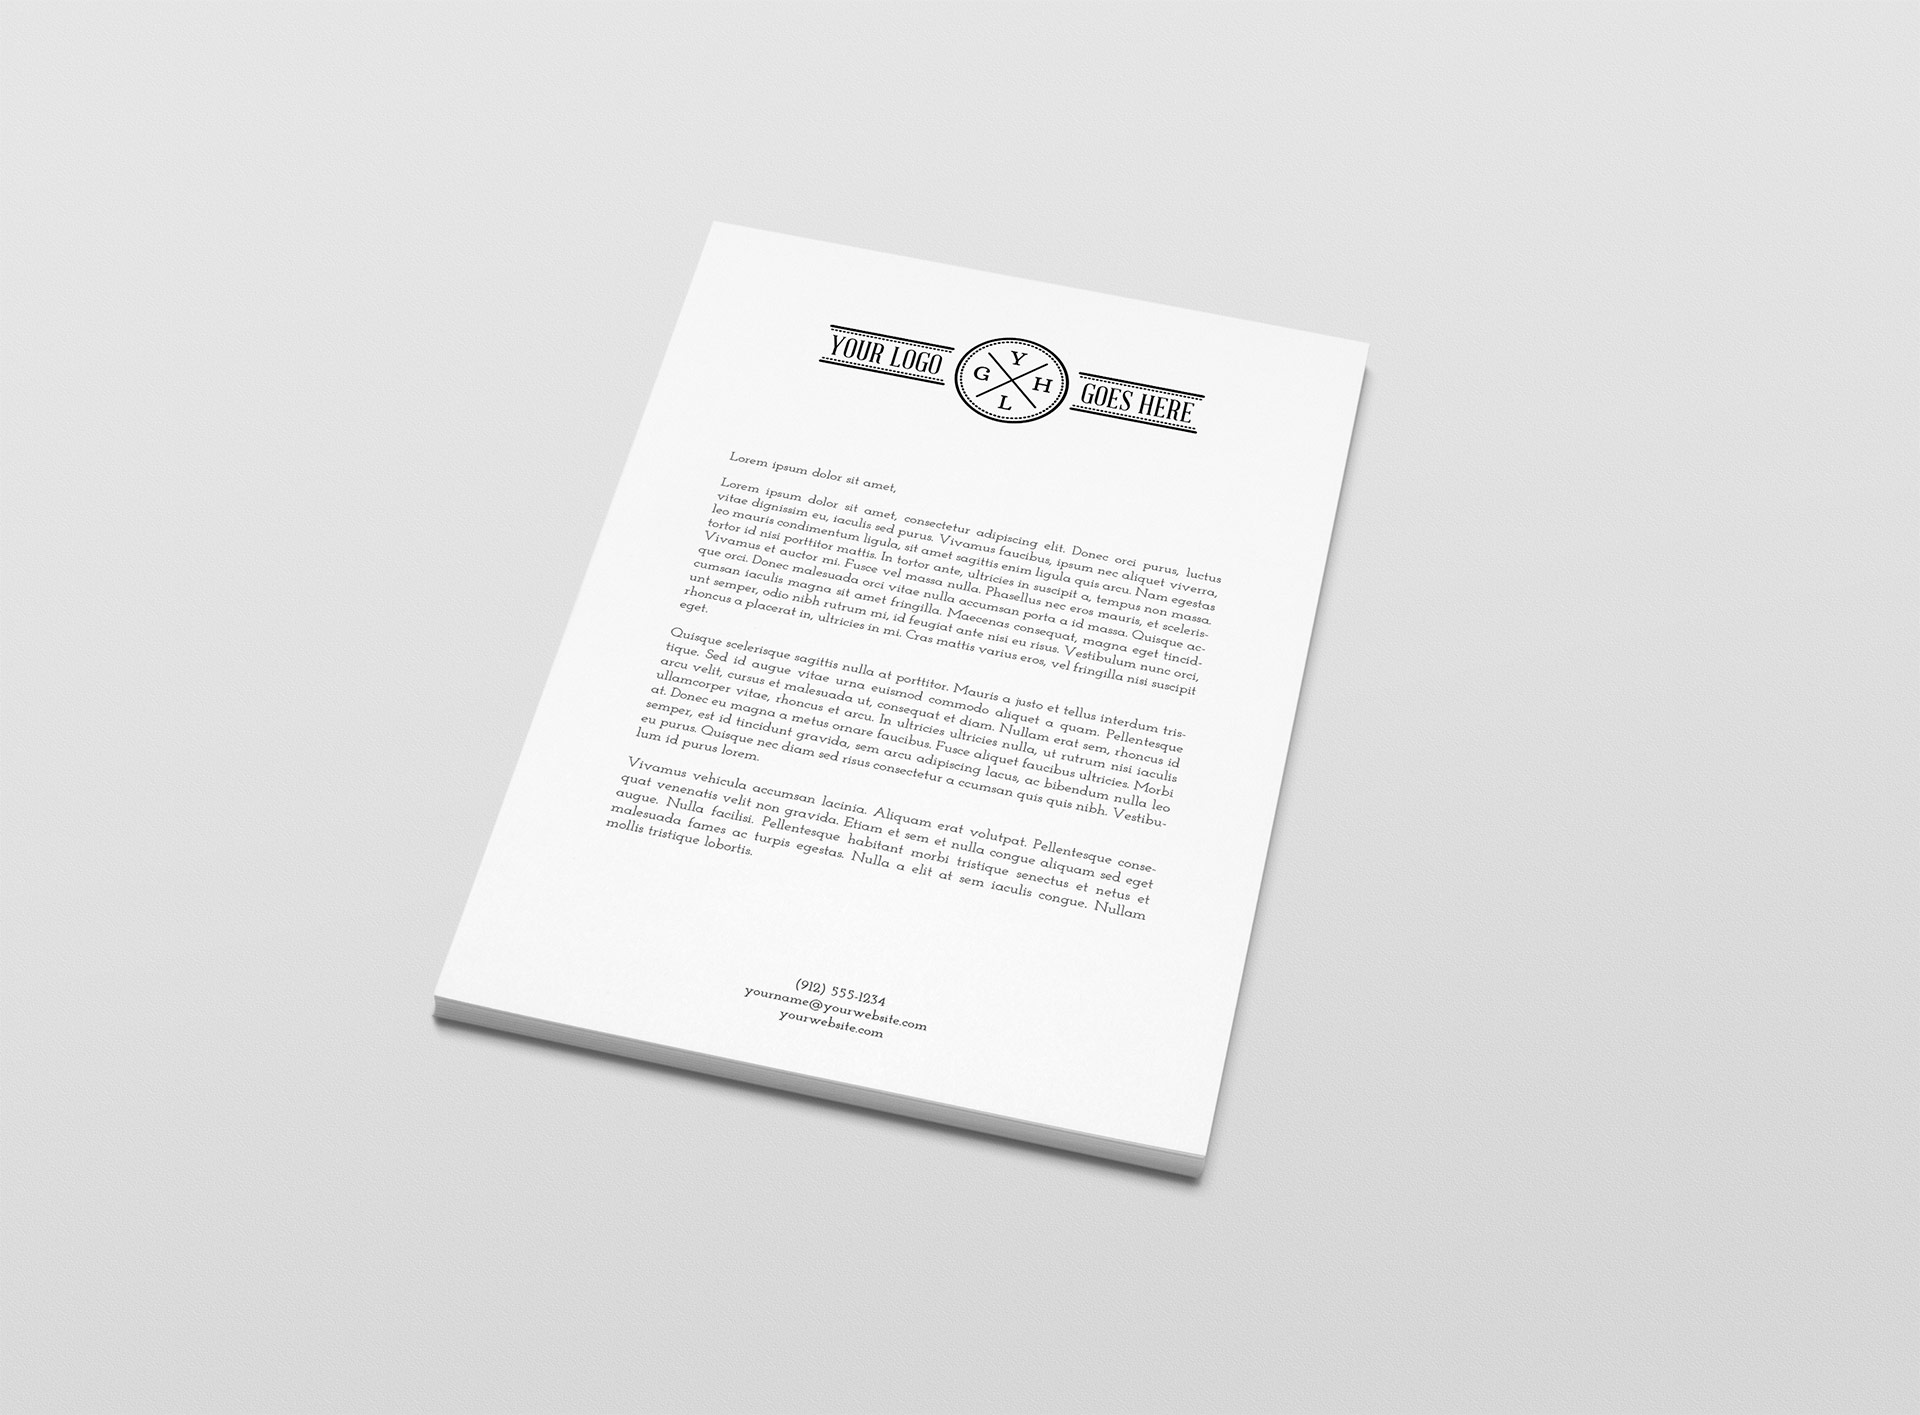 YOUR LOGO
Y
G H
L
GOES HERE
Lorem ipsum dolor sit amet,
Lorem ipsum dolor sit amet, consectetur adipiscing elit. Donec orci purus, luctus
vitae dignissim eu, iaculis sed purus. Vivamus faucibus, ipsum nec aliquet viverra,
leo mauris condimentum ligula, sit amet sagittis enim ligula quis arcu. Nam egestas
tortor id nisi porttitor mattis. In tortor ante, ultricies in suscipit a, tempus non massa.
Vivamus et auctor mi. Fusce vel massa nulla. Phasellus nec eros mauris, et sceleris-
que orci. Donec malesuada orci vitae nulla accumsan porta a id massa. Quisque ac-
cumsan iaculis magna sit amet fringilla. Maecenas consequat, magna eget tincid-
unt semper, odio nibh rutrum mi, id feugiat ante nisi eu risus. Vestibulum nunc orci,
rhoncus a placerat in, ultricies in mi. Cras mattis varius eros, vel fringilla nisi suscipit
eget.
Quisque scelerisque sagittis nulla at porttitor. Mauris a justo et tellus interdum tris-
tique. Sed id augue vitae urna euismod commodo aliquet a quam. Pellentesque
arcu velit, cursus et malesuada ut, consequat et diam. Nullam erat sem, rhoncus id
ullamcorper vitae, rhoncus et arcu. In ultricies ultricies nulla, ut rutrum nisi iaculis
at. Donec eu magna a metus ornare faucibus. Fusce aliquet faucibus ultricies. Morbi
semper, est id tincidunt gravida, sem arcu adipiscing lacus, ac bibendum nulla leo
eu purus. Quisque nec diam sed risus consectetur a ccumsan quis quis nibh. Vestibu-
lum id purus lorem.
Vivamus vehicula accumsan lacinia. Aliquam erat volutpat. Pellentesque conse-
quat venenatis velit non gravida. Etiam et sem et nulla congue aliquam sed eget
augue. Nulla facilisi. Pellentesque habitant morbi tristique senectus et netus et
malesuada fames ac turpis egestas. Nulla a elit at sem iaculis congue. Nullam
mollis tristique lobortis.
(912) 555-1234
yourname@yourwebsite.com
yourwebsite.com